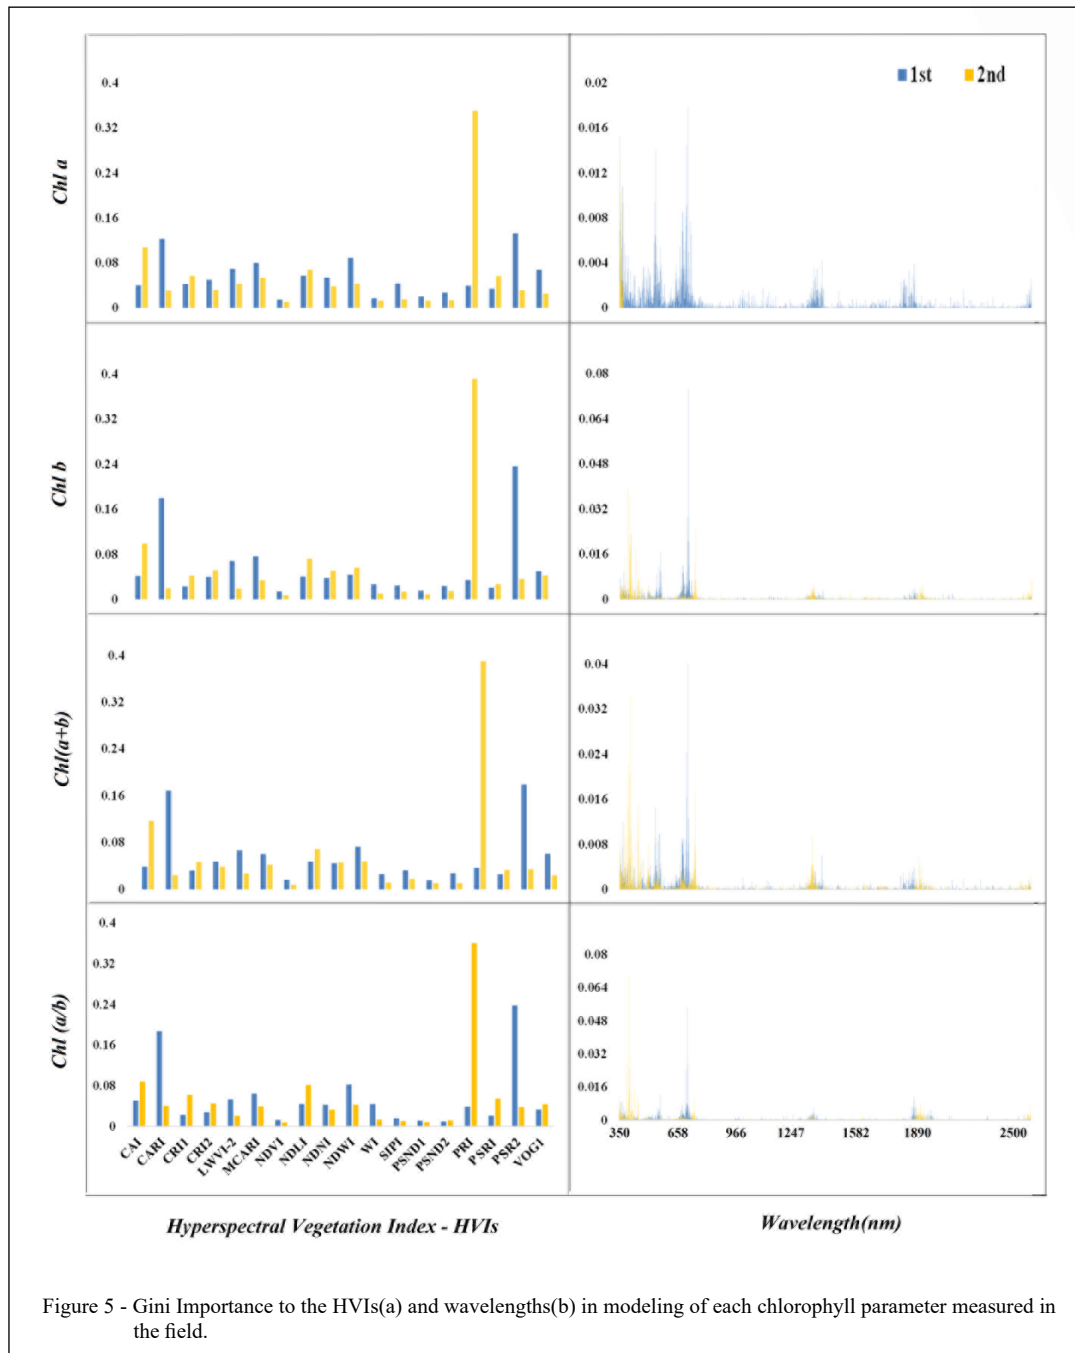 1st 2nd
Chl a
0.4
0.32
0.24
0.16
0.08
0
0.02
0.016
0.012
0.008
0.004
0
Chl b
0.4
0.32
0.24
0.16
0.08
0
0.08
0.064
0.048
0.032
0.016
0
Chl(a+b)
0.4
0.32
0.24
0.16
0.08
0
0.04
0.032
0.024
0.016
0.008
0
Chl (a/b)
0.4
0.32
0.24
0.16
0.08
0
0.08
0.064
0.048
0.032
0.016
0
CAI
CARI
CRI1
CRI2
LWVI-2
MCARI
NDVI
NDLI
NDNI
NDWI
WI
SIPI
PSND1
PSND2
PRI
PSRI
PSR2
VOG1
350 658 966 1247 1582 1890 2500
Hyperspectral Vegetation Index - HVIs
Wavelength(nm)
Figure 5 - Gini Importance to the HVIs(a) and wavelengths(b) in modeling of each chlorophyll parameter measured in
the field.